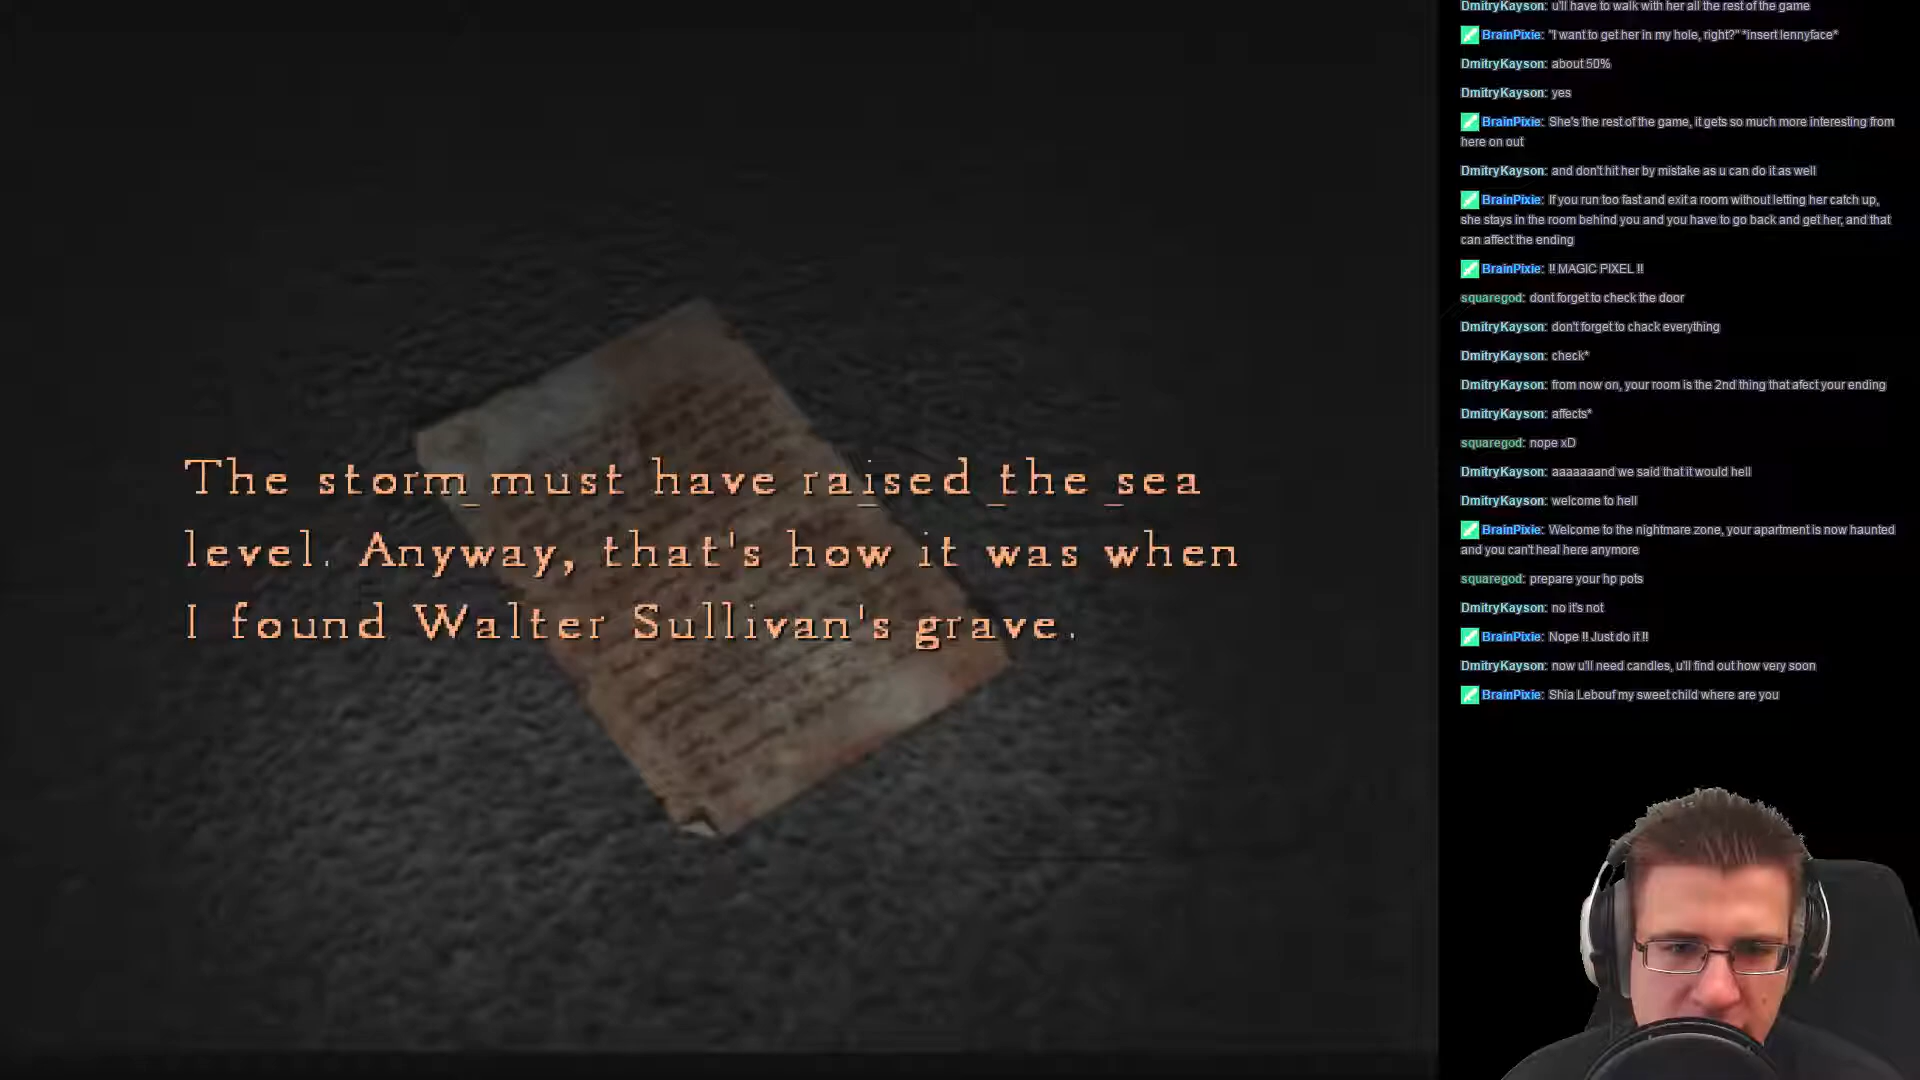 The storm must have raised the sea
level. Anyway, that's how it was when
I found Walter Sullivan's grave.
DmitryKayson: u'll have to walk with her all the rest of the game
BrainPixie: "I want to get her in my hole, right?" *insert lennyface*
DmitryKayson: about 50%
DmitryKayson: yes
BrainPixie: She's the rest of the game, it gets so much more interesting from
here on out
DmitryKayson: and don't hit her by mistake as u can do it as well
BrainPixie: If you run too fast and exit a room without letting her catch up,
she stays in the room behind you and you have to go back and get her, and that
can affect the ending
BrainPixie: !! MAGIC PIXEL !!
squaregod: dont forget to check the door
DmitryKayson: don't forget to chack everything
DmitryKayson: check*
DmitryKayson: from now on, your room is the 2nd thing that afect your ending
DmitryKayson: affects*
squaregod: nope xD
DmitryKayson: aaaaaaand we said that it would hell
DmitryKayson: welcome to hell
BrainPixie: Welcome to the nightmare zone, your apartment is now haunted
and you can't heal here anymore
squaregod: prepare your hp pots
DmitryKayson: no it's not
BrainPixie: Nope !! Just do it !!
DmitryKayson: now u'll need candles, u'll find out how very soon
BrainPixie: Shia Lebouf my sweet child where are you